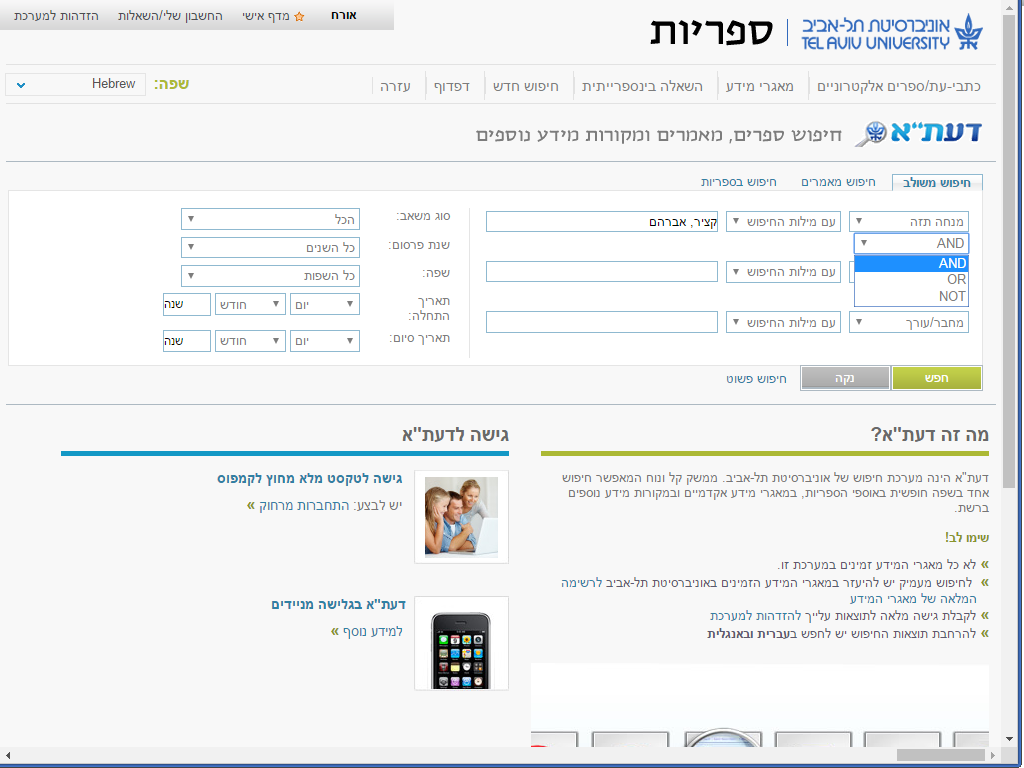 אורח
מדף אישי
החשבון שלי/השאלות
הזדהות למערכת
אוניברסיטת תל-אביב
TEL AVIV UNIVERSITY
ספריות
כתבי-עת/ספרים אלקטרוניים
מאגרי מידע
השאלה בינספרייתית
חיפוש חדש
דפדוף
עזרה
שפה:
Hebrew
דעת"א
חיפוש ספרים, מאמרים ומקורות מידע נוספים
חיפוש משולב
חיפוש מאמרים
חיפוש בספריות
מנחה תזה
עם מילות החיפוש
קציר, אברהם
AND
AND
OR
NOT
עם מילות החיפוש
מחבר/עורך
עם מילות החיפוש
סוג משאב:
הכל
שנת פרסום:
כל השנים
שפה:
כל השפות
תאריך
התחלה:
יום
חודש
שנה
תאריך סיום:
יום
חודש
שנה
חפש
נקה
חיפוש פשוט
מה זה דעת"א?
דעת"א הינה מערכת חיפוש של אוניברסיטת תל-אביב. ממשק קל ונוח המאפשר חיפוש
אחד בשפה חופשית באוספי הספריות, במאגרי מידע אקדמיים ובמקורות מידע נוספים
ברשת.
שימו לב!
» לא כל מאגרי המידע זמינים במערכת זו.
» לחיפוש מעמיק יש להיעזר במאגרי המידע הזמינים באוניברסיטת תל-אביב לרשימה
המלאה של מאגרי המידע
» לקבלת גישה מלאה לתוצאות עלייך להזדהות למערכת
» להרחבת תוצאות החיפוש יש לחפש בעברית ובאנגלית
גישה לדעת"א
גישה לטקסט מלא מחוץ לקמפוס
יש לבצע: התחברות מרחוק »
דעת"א בגלישה מניידים
למידע נוסף »